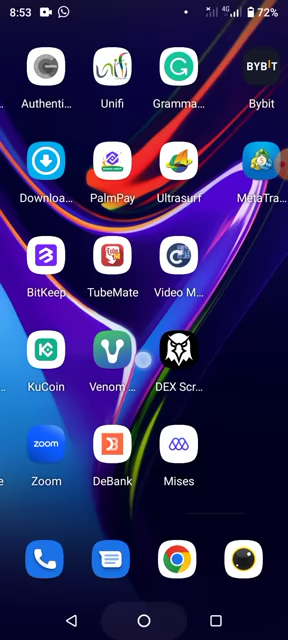 8:53
4G
72%
BYBIT
Authenti...
Unifi
Gramma...
Bybit
Downloa...
PalmPay
Ultrasurf
MetaTra...
BitKeep
TubeMate
Video M...
KuCoin
Venom ...
DEX Scr...
zoom
Zoom
DeBank
Mises